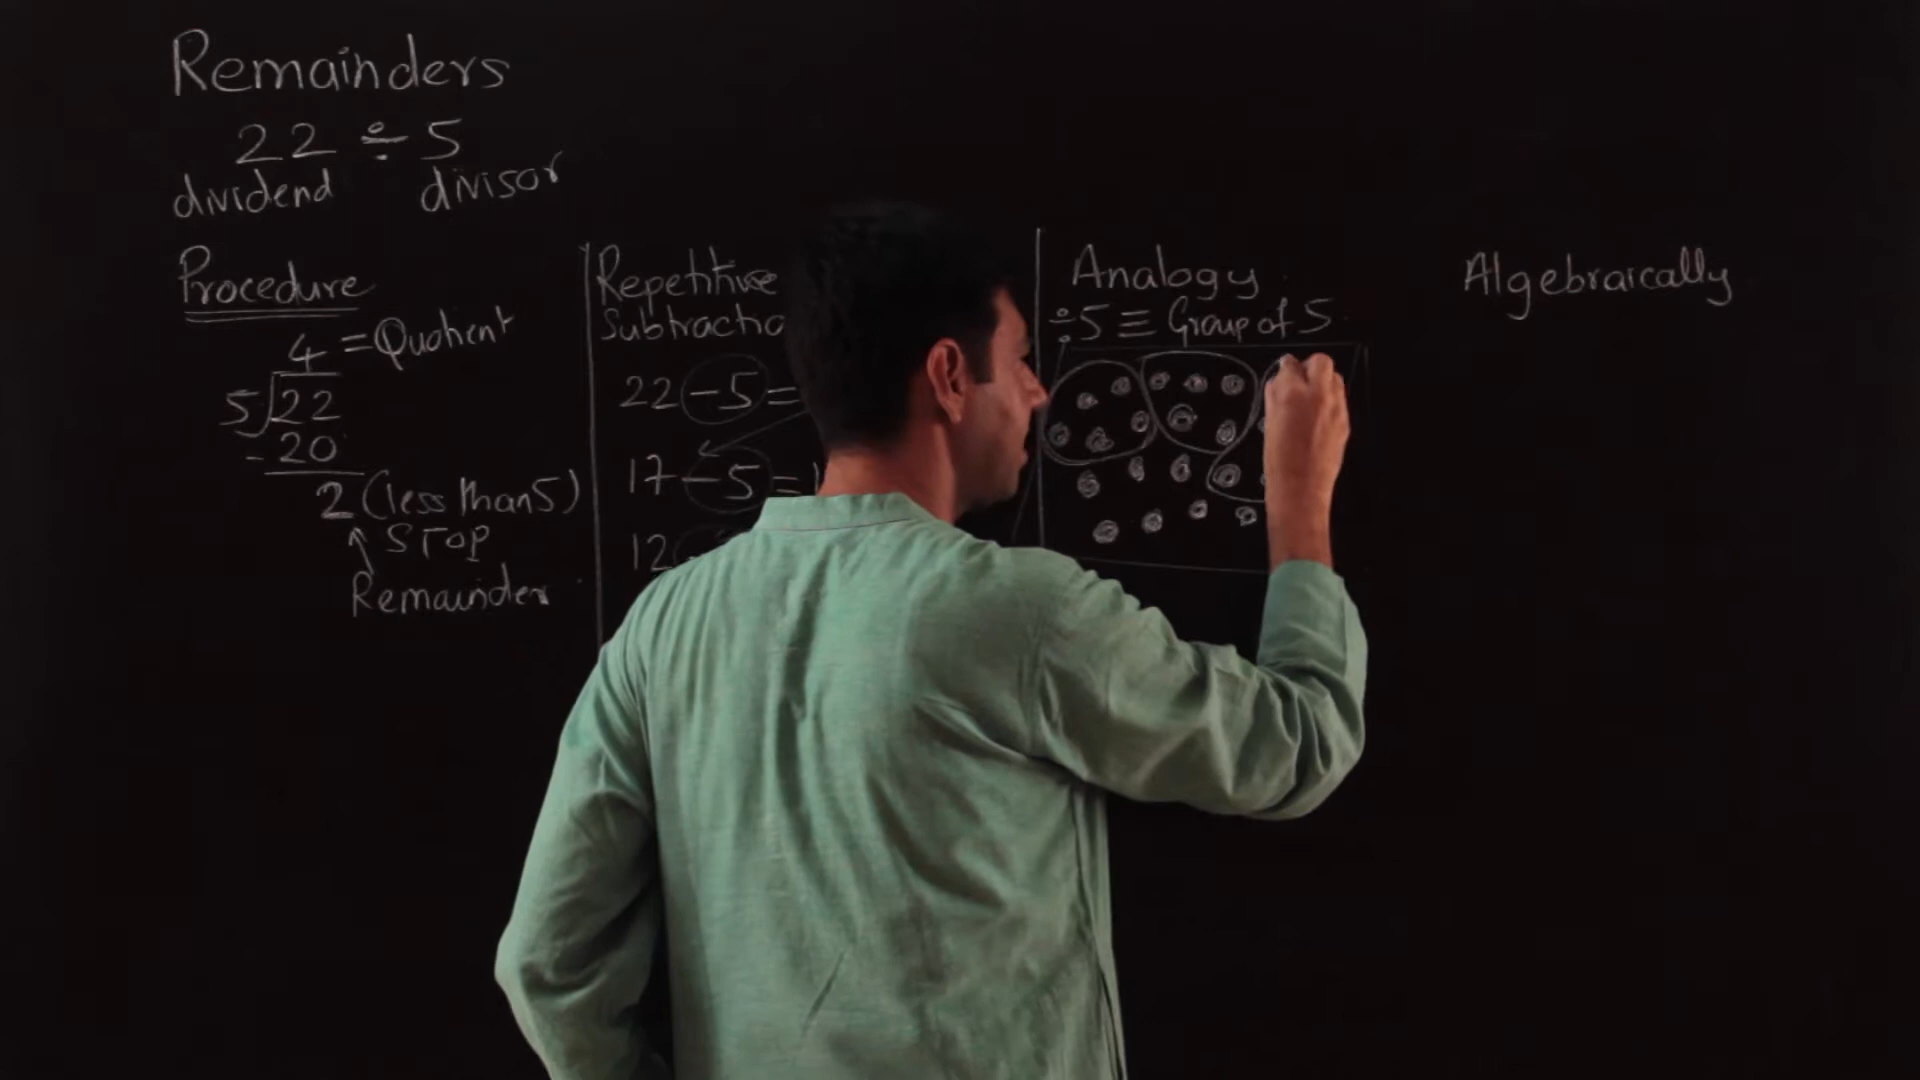 Remainders
22 ÷ 5
dividend divisor
Procedure
4 = Quotient
5)22
-20
2 (less than 5)
↑ STOP
Remainder
Repetitive
22 - 5 =
17 - 5 =
12
Analogy
÷5 ≡ Group of 5
Algebraically